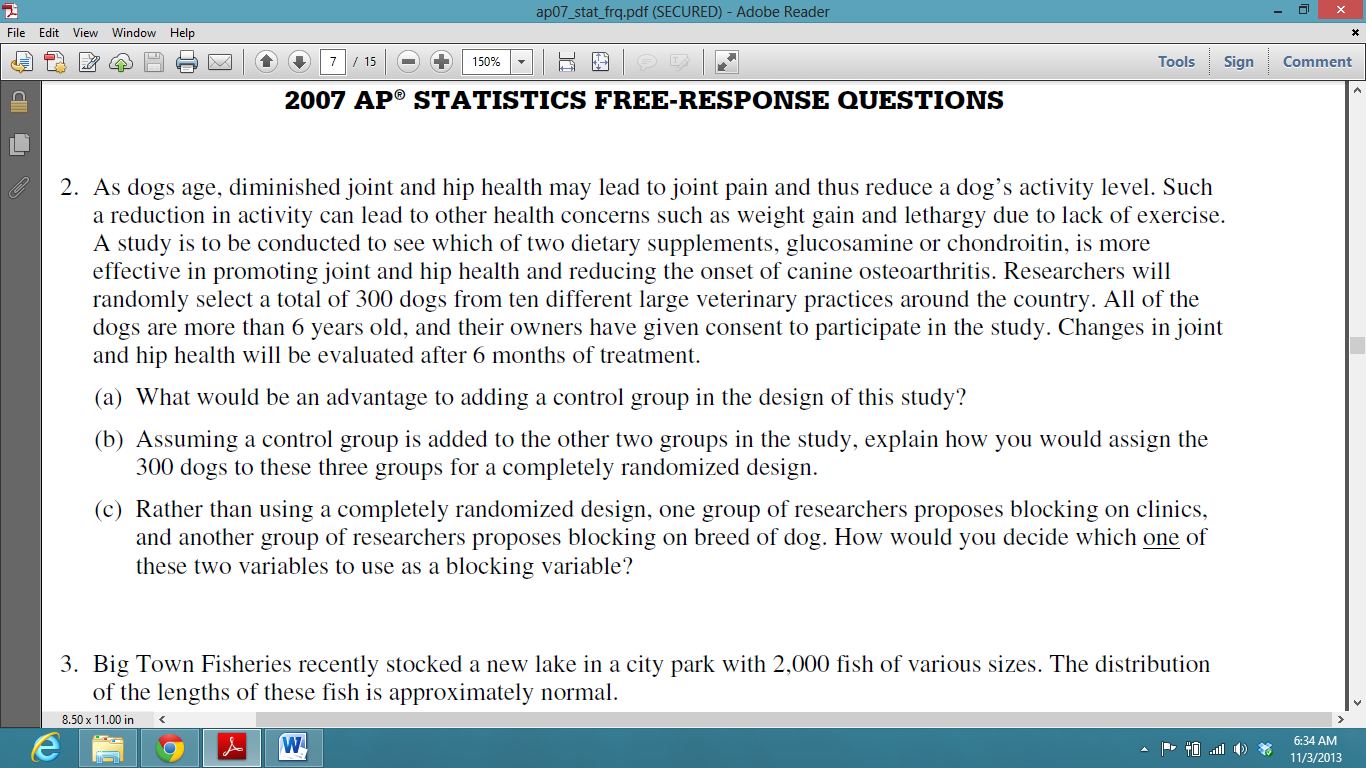 ap07_stat_frq.pdf (SECURED) - Adobe Reader
File Edit View Window Help
7 / 15 150% Tools Sign Comment
2007 AP® STATISTICS FREE-RESPONSE QUESTIONS
2. As dogs age, diminished joint and hip health may lead to joint pain and thus reduce a dog's activity level. Such
a reduction in activity can lead to other health concerns such as weight gain and lethargy due to lack of exercise.
A study is to be conducted to see which of two dietary supplements, glucosamine or chondroitin, is more
effective in promoting joint and hip health and reducing the onset of canine osteoarthritis. Researchers will
randomly select a total of 300 dogs from ten different large veterinary practices around the country. All of the
dogs are more than 6 years old, and their owners have given consent to participate in the study. Changes in joint
and hip health will be evaluated after 6 months of treatment.
(a) What would be an advantage to adding a control group in the design of this study?
(b) Assuming a control group is added to the other two groups in the study, explain how you would assign the
300 dogs to these three groups for a completely randomized design.
(c) Rather than using a completely randomized design, one group of researchers proposes blocking on clinics,
and another group of researchers proposes blocking on breed of dog. How would you decide which one of
these two variables to use as a blocking variable?
3. Big Town Fisheries recently stocked a new lake in a city park with 2,000 fish of various sizes. The distribution
of the lengths of these fish is approximately normal.
8.50 x 11.00 in
6:34 AM
11/3/2013